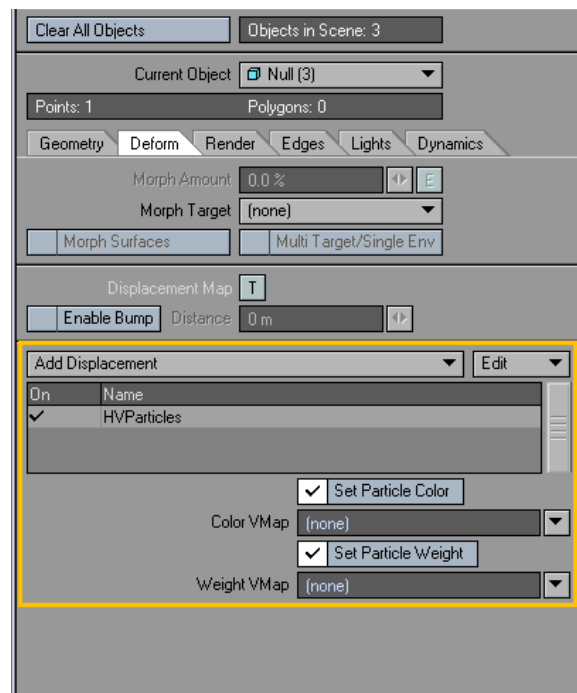 Clear All Objects Objects in Scene: 3
Current Object Null (3)
Points: 1 Polygons: 0
Geometry Deform Render Edges Lights Dynamics
Morph Amount 0.0 % E
Morph Target (none)
Morph Surfaces Multi Target/Single Env
Displacement Map T
Enable Bump Distance 0 m
Add Displacement Edit
On Name
HVParticles
Set Particle Color
Color VMap (none)
Set Particle Weight
Weight VMap (none)